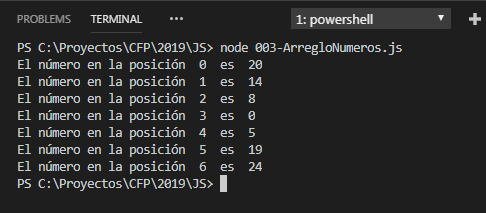 PROBLEMS TERMINAL ... 1: powershell
PS C:\Proyectos\CFP\2019\JS> node 003-ArregloNumeros.js
El número en la posición  0  es  20
El número en la posición  1  es  14
El número en la posición  2  es  8
El número en la posición  3  es  0
El número en la posición  4  es  5
El número en la posición  5  es  19
El número en la posición  6  es  24
PS C:\Proyectos\CFP\2019\JS>